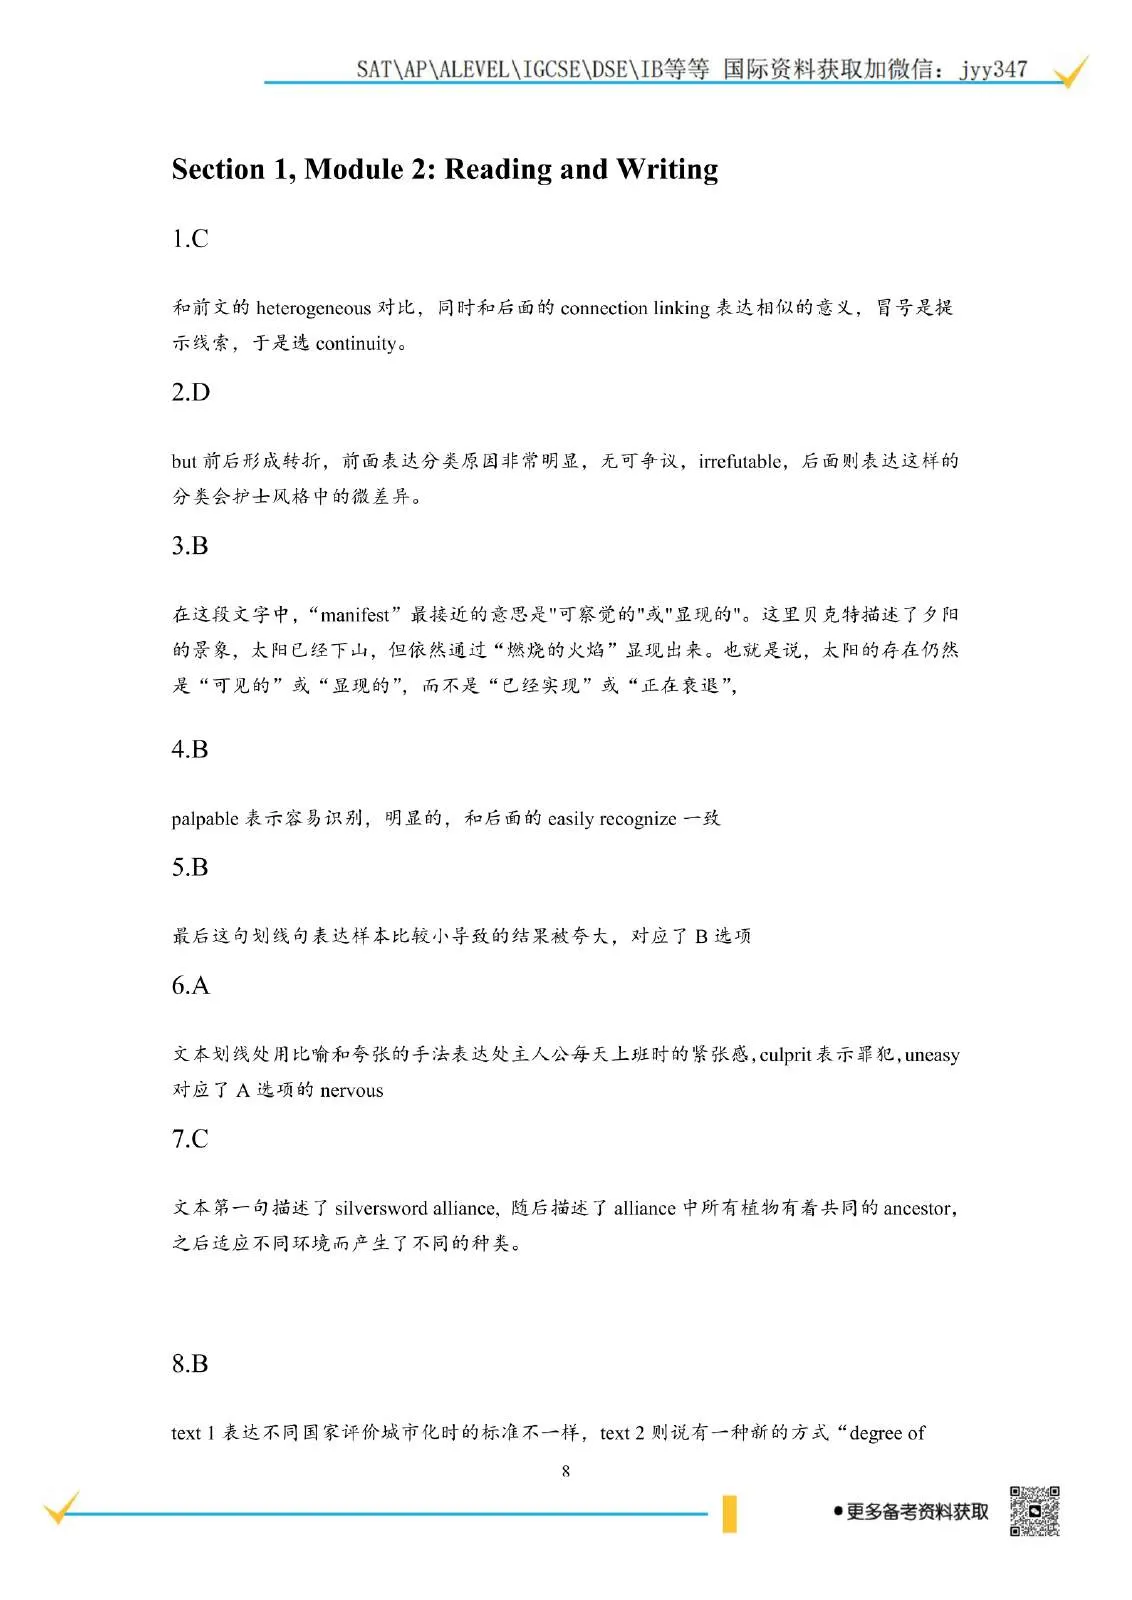 SAT\AP\ALEVEL\IGCSE\DSE\IB等等 国际资料获取加微信：jyy347
Section 1, Module 2: Reading and Writing
1.C
和前文的 heterogeneous 对比，同时和后面的 connection linking 表达相似的意义，冒号是提
示线索，于是选 continuity。
2.D
but 前后形成转折，前面表达分类原因非常明显，无可争议，irrefutable，后面则表达这样的
分类会护士风格中的微差异。
3.B
在这段文字中，“manifest”最接近的意思是"可察觉的"或"显现的"。这里贝克特描述了夕阳
的景象，太阳已经下山，但依然通过“燃烧的火焰”显现出来。也就是说，太阳的存在仍然
是“可见的”或“显现的”，而不是“已经实现”或“正在衰退”，
4.B
palpable 表示容易识别，明显的，和后面的 easily recognize 一致
5.B
最后这句划线句表达样本比较小导致的结果被夸大，对应了 B 选项
6.A
文本划线处用比喻和夸张的手法表达处主人公每天上班时的紧张感，culprit 表示罪犯，uneasy
对应了 A 选项的 nervous
7.C
文本第一句描述了 silversword alliance, 随后描述了 alliance 中所有植物有着共同的 ancestor，
之后适应不同环境而产生了不同的种类。
8.B
text 1 表达不同国家评价城市化时的标准不一样，text 2 则说有一种新的方式“degree of
8
•更多备考资料获取